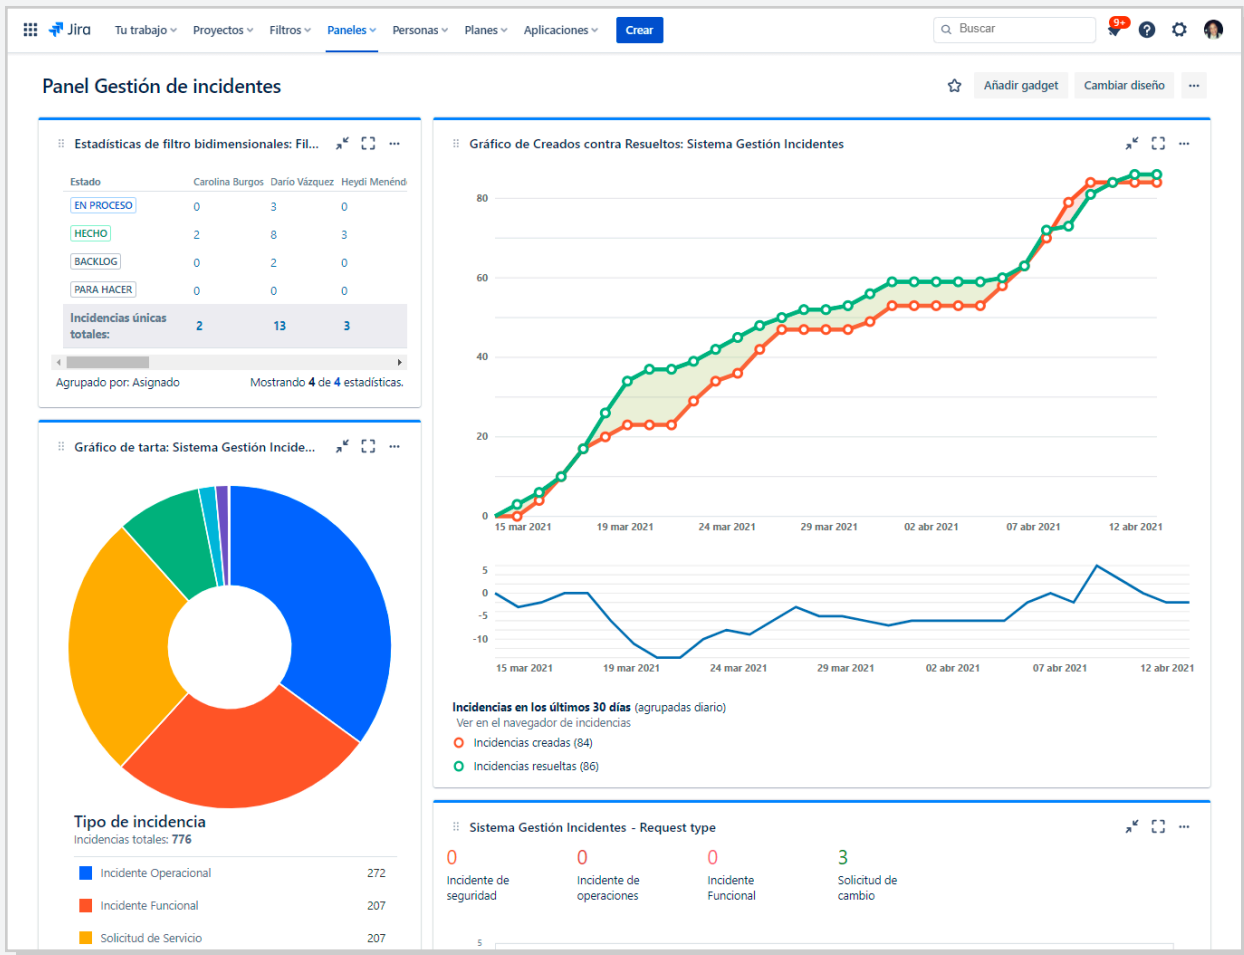 Jira Tu trabajo Proyectos Filtros Paneles Personas Planes Aplicaciones Crear Buscar 9+
Panel Gestión de incidentes
Añadir gadget Cambiar diseño
Estadísticas de filtro bidimensionales: Fil...
Estado Carolina Burgos Darío Vázquez Heydi Menénd
EN PROCESO 0 3 0
HECHO 2 8 3
BACKLOG 0 2 0
PARA HACER 0 0 0
Incidencias únicas
totales: 2 13 3
Agrupado por: Asignado Mostrando 4 de 4 estadísticas.
Gráfico de tarta: Sistema Gestión Incide...
Tipo de incidencia
Incidencias totales: 776
Incidente Operacional 272
Incidente Funcional 207
Solicitud de Servicio 207
Gráfico de Creados contra Resueltos: Sistema Gestión Incidentes
80
60
40
20
0
15 mar 2021 19 mar 2021 24 mar 2021 29 mar 2021 02 abr 2021 07 abr 2021 12 abr 2021
5
0
-5
-10
15 mar 2021 19 mar 2021 24 mar 2021 29 mar 2021 02 abr 2021 07 abr 2021 12 abr 2021
Incidencias en los últimos 30 días (agrupadas diario)
Ver en el navegador de incidencias
Incidencias creadas (84)
Incidencias resueltas (86)
Sistema Gestión Incidentes - Request type
0 0 0 3
Incidente de Incidente de Incidente Solicitud de
seguridad operaciones Funcional cambio
5